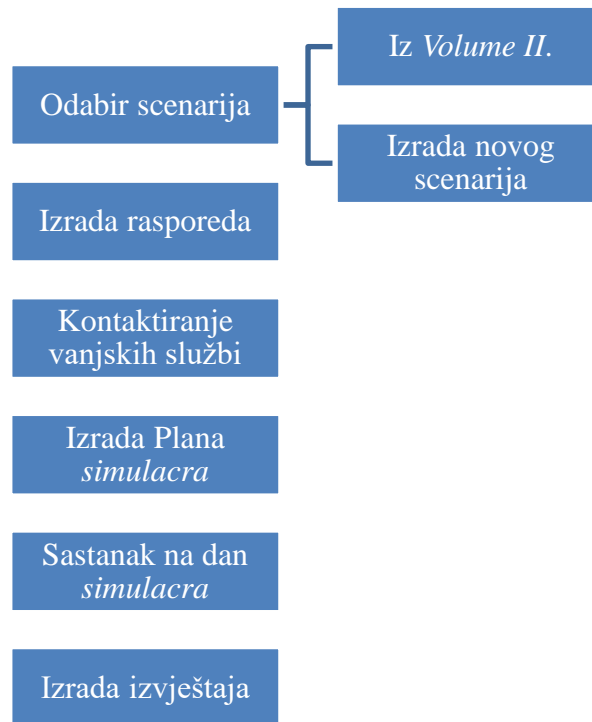 Iz Volume II.
Odabir scenarija
Izrada novog
scenarija
Izrada rasporeda
Kontaktiranje
vanjskih službi
Izrada Plana
simulacra
Sastanak na dan
simulacra
Izrada izvještaja